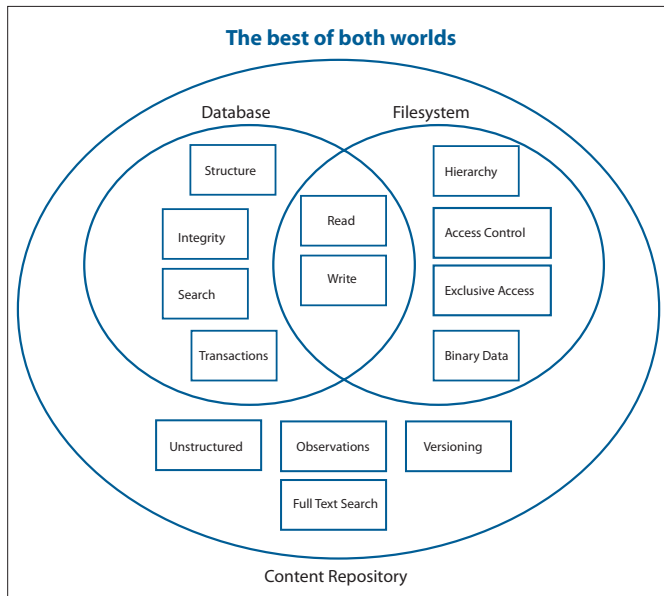 The best of both worlds
Database
Filesystem
Structure
Hierarchy
Read
Integrity
Access Control
Write
Search
Exclusive Access
Transactions
Binary Data
Unstructured
Observations
Versioning
Full Text Search
Content Repository